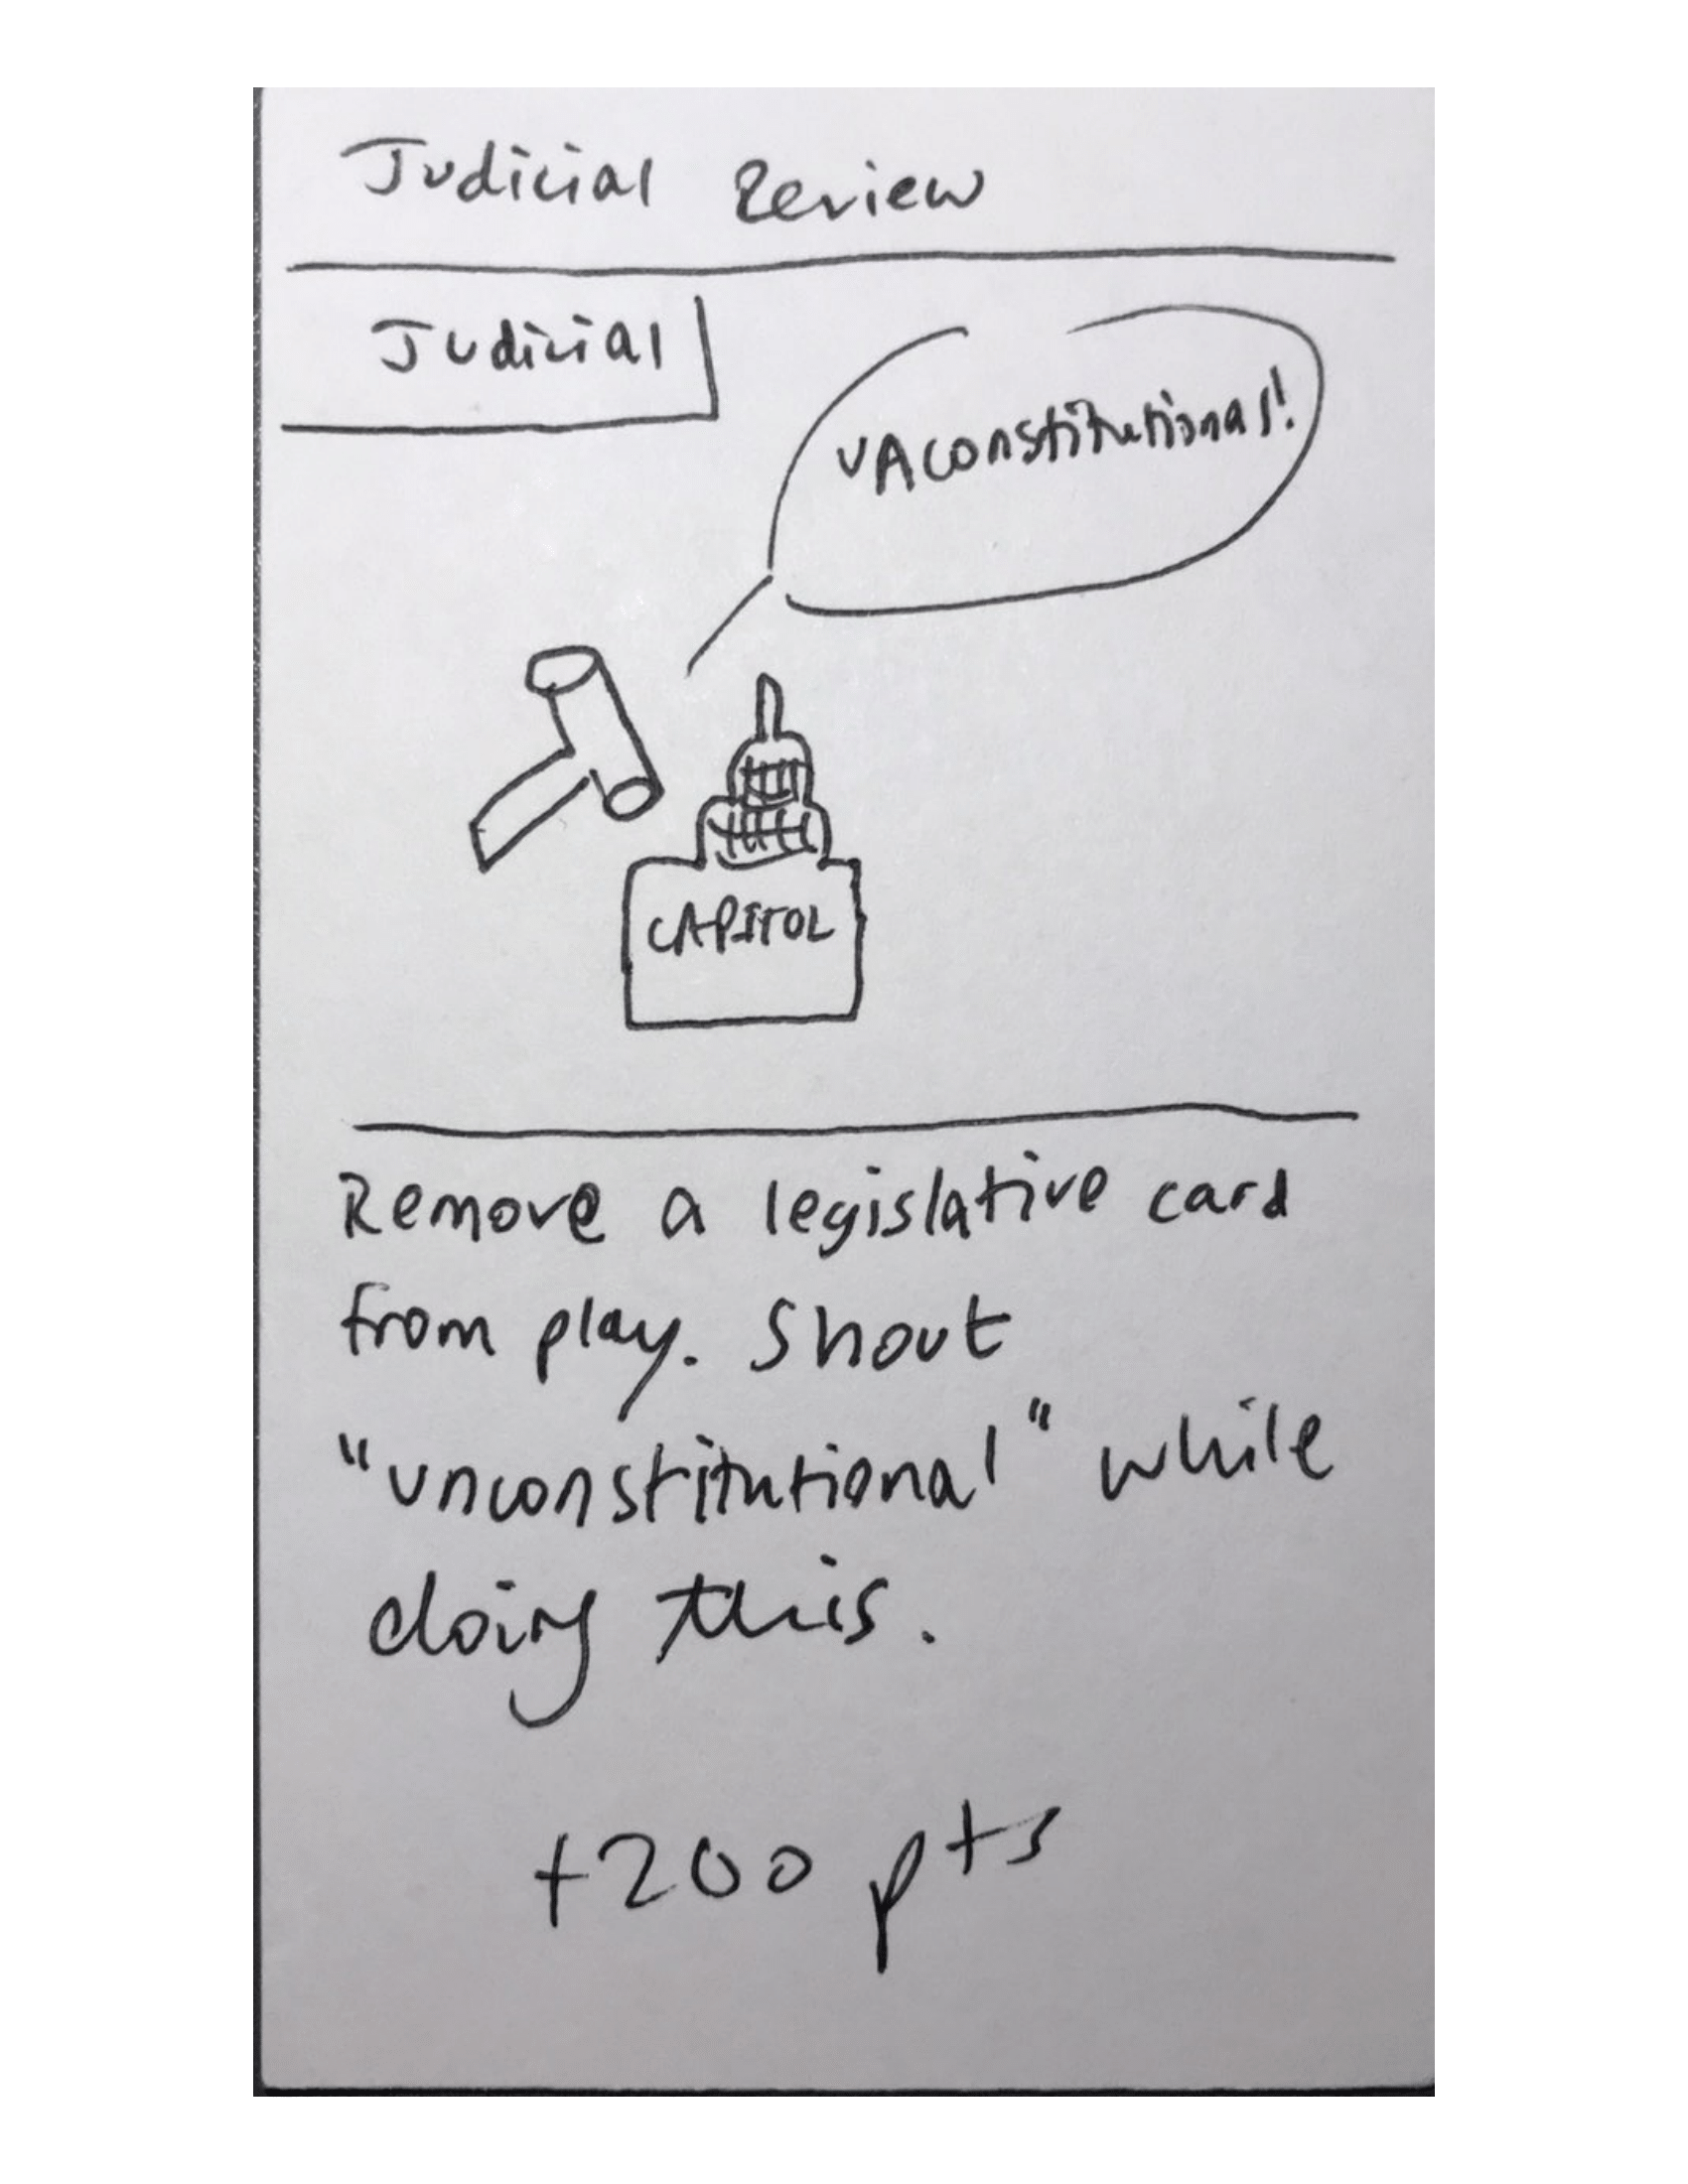 Judicial Review
Judicial
Unconstitutional!
CAPITOL
Remove a legislative card
from play. Shout
"unconstitutional" while
doing this.
+200 pts